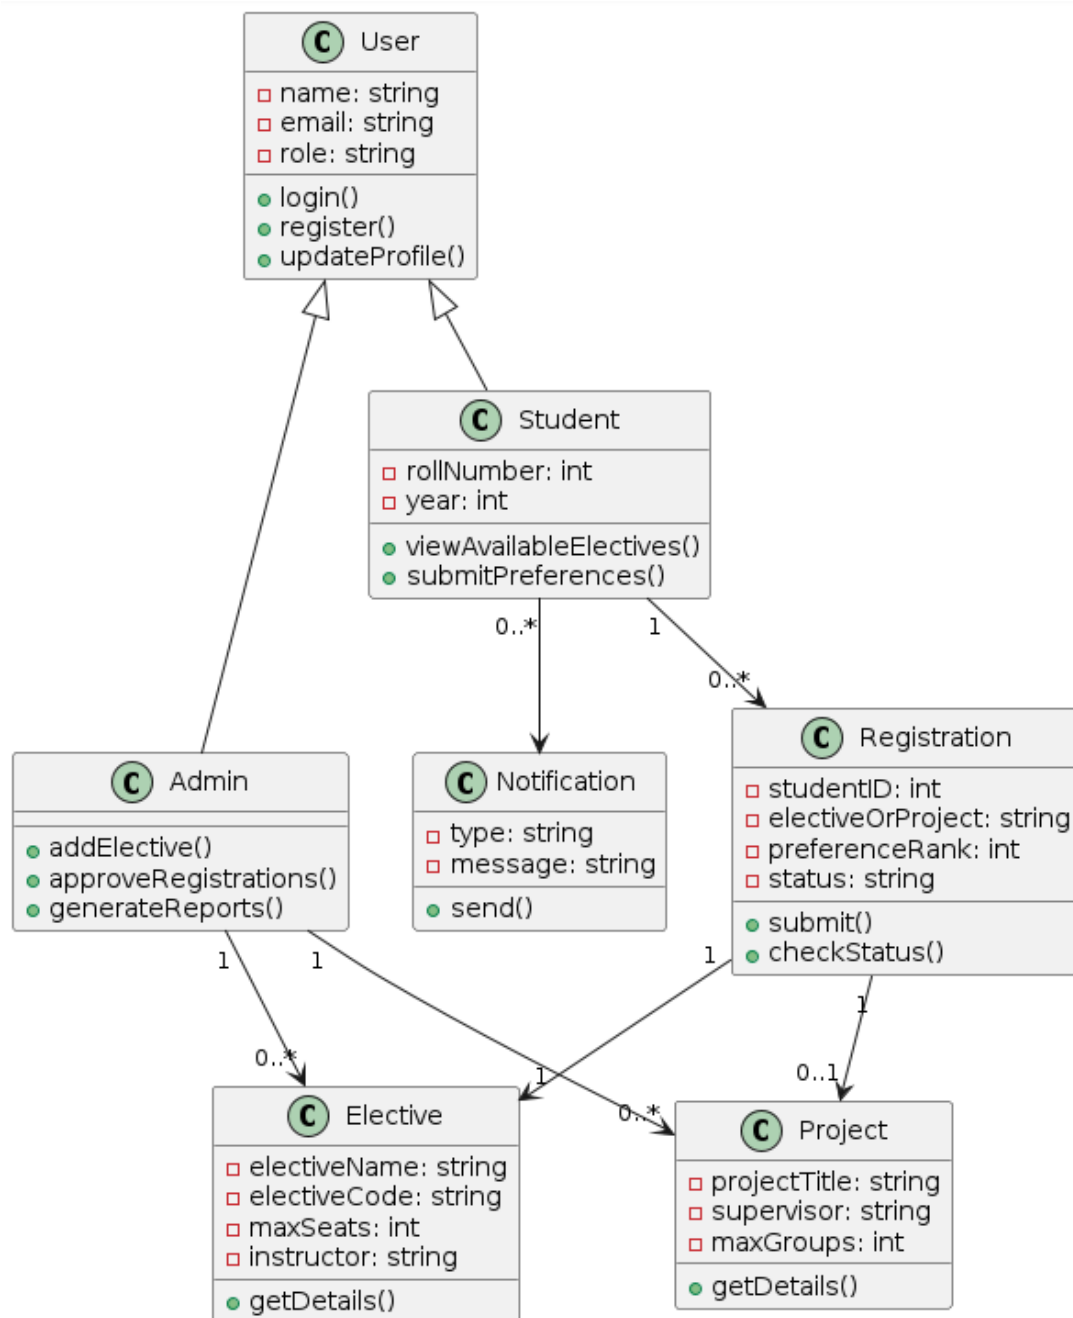 C User
name: string
email: string
role: string
login()
register()
updateProfile()
C Student
rollNumber: int
year: int
viewAvailableElectives()
submitPreferences()
0..*
1
0..*
C Admin
addElective()
approveRegistrations()
generateReports()
C Notification
type: string
message: string
send()
C Registration
studentID: int
electiveOrProject: string
preferenceRank: int
status: string
submit()
checkStatus()
1
1
1
1
0..*
1
0..*
0..1
C Elective
electiveName: string
electiveCode: string
maxSeats: int
instructor: string
getDetails()
C Project
projectTitle: string
supervisor: string
maxGroups: int
getDetails()